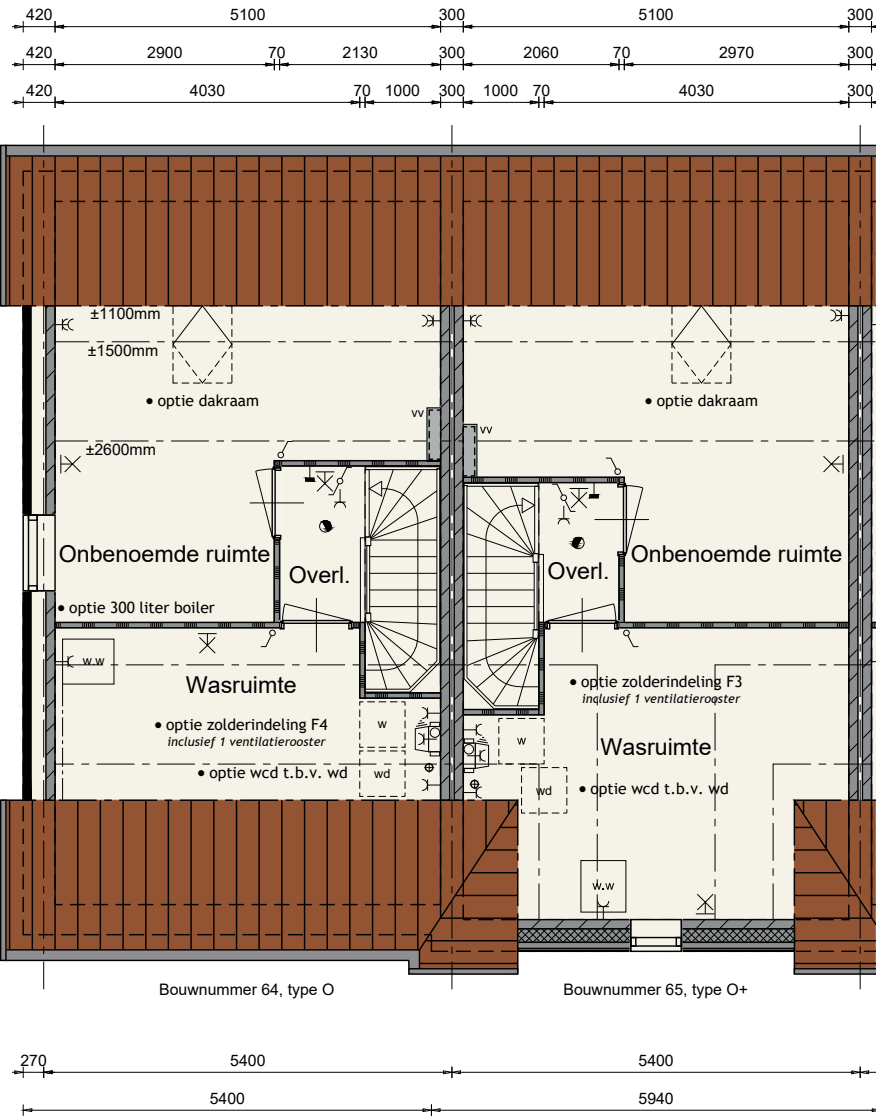 420 5100 300 5100 300
420 2900 70 2130 300 2060 70 2970 300
420 4030 70 1000 300 1000 70 4030 300
±1100mm
±1500mm
• optie dakraam
• optie dakraam
vv
vv
±2600mm
Onbenoemde ruimte
Onbenoemde ruimte
Overl.
Overl.
• optie 300 liter boiler
w.w
Wasruimte
• optie zolderindeling F3
inclusief 1 ventilatierooster
w
• optie zolderindeling F4
inclusief 1 ventilatierooster
w
Wasruimte
• optie wcd t.b.v. wd
wd
wd
• optie wcd t.b.v. wd
w.w
Bouwnummer 64, type O
Bouwnummer 65, type O+
270 5400 5400
5400 5940